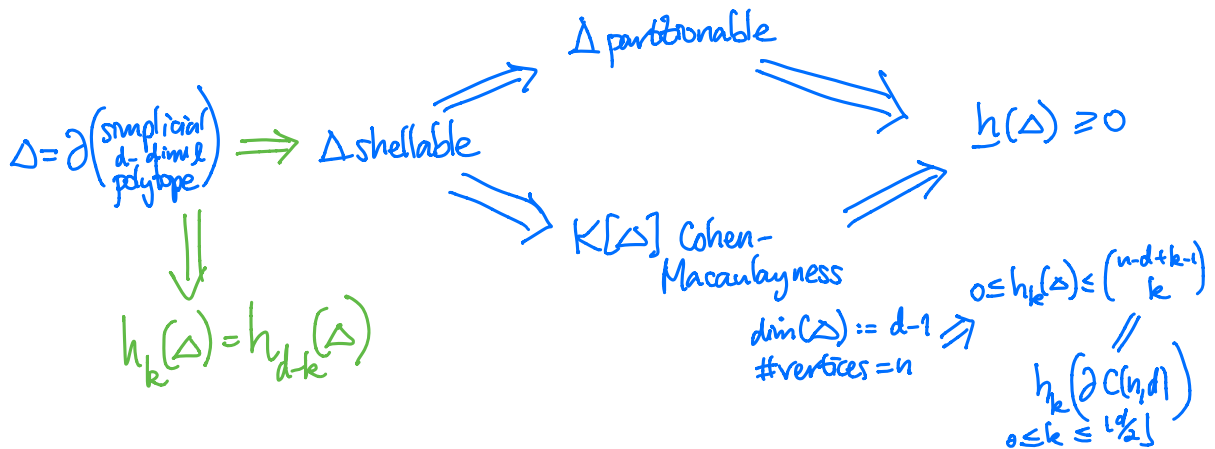 Δ partitionable
Δ = ∂(simplicial d-dim'l polytope) ⟹ Δ shellable
h(Δ) ≥ 0
K[Δ] Cohen-
Macaulayness
h_k(Δ) = h_{d-k}(Δ)
dim(Δ) := d-1
#vertices = n
⟹ 0 ≤ h_k(Δ) ≤ (n-d+k-1 k)
=
h_k(∂C(n,d))
0 ≤ k ≤ ⌊d/2⌋